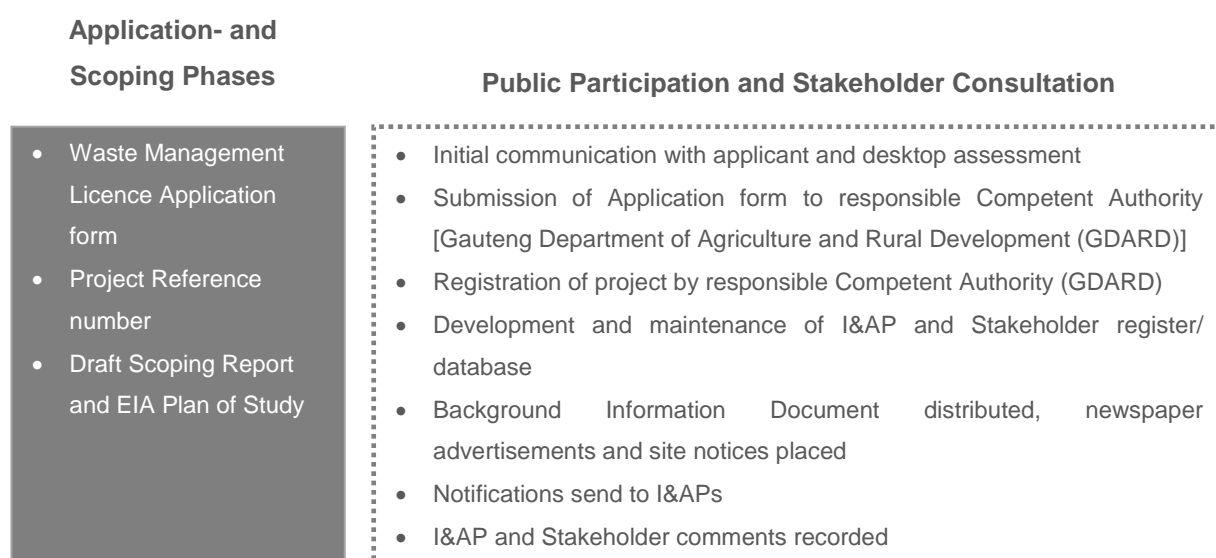 Application- and
Scoping Phases
Public Participation and Stakeholder Consultation
• Waste Management
Licence Application
form
• Project Reference
number
• Draft Scoping Report
and EIA Plan of Study
• Initial communication with applicant and desktop assessment
• Submission of Application form to responsible Competent Authority
[Gauteng Department of Agriculture and Rural Development (GDARD)]
• Registration of project by responsible Competent Authority (GDARD)
• Development and maintenance of I&AP and Stakeholder register/
database
• Background Information Document distributed, newspaper
advertisements and site notices placed
• Notifications send to I&APs
• I&AP and Stakeholder comments recorded